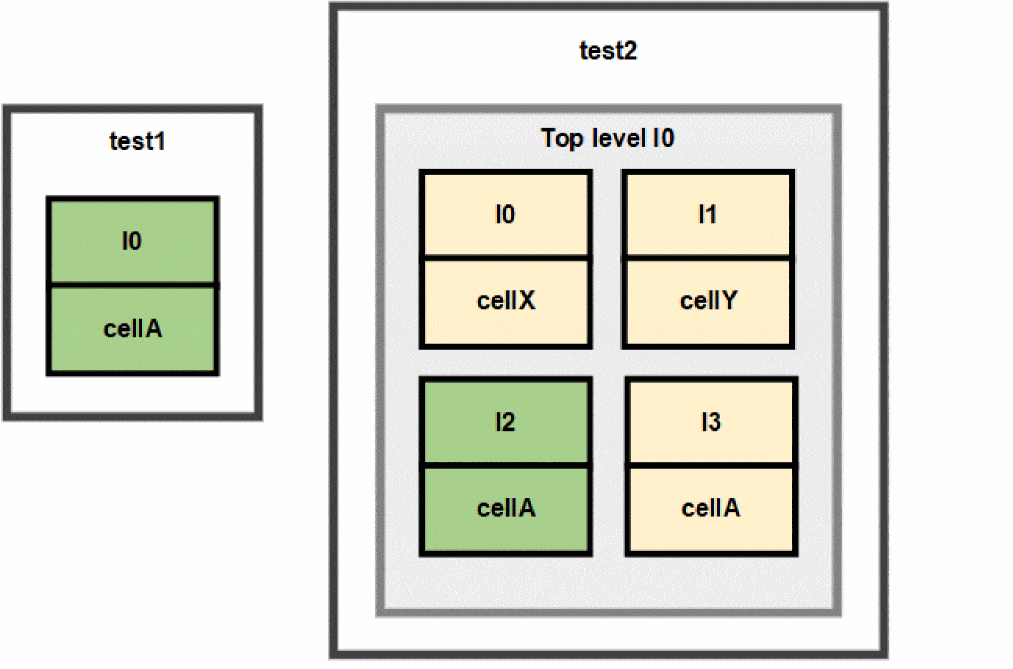 test1
I0
cellA
test2
Top level I0
I0
cellX
I1
cellY
I2
cellA
I3
cellA